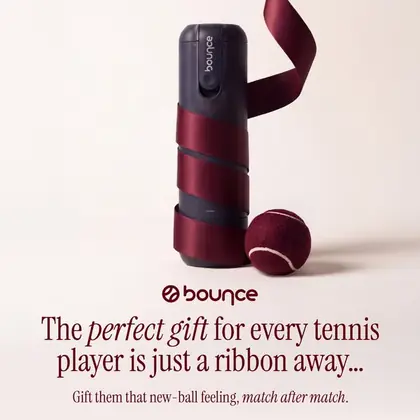 bounce
bounce
The perfect gift for every tennis
player is just a ribbon away...
Gift them that new-ball feeling, match after match.